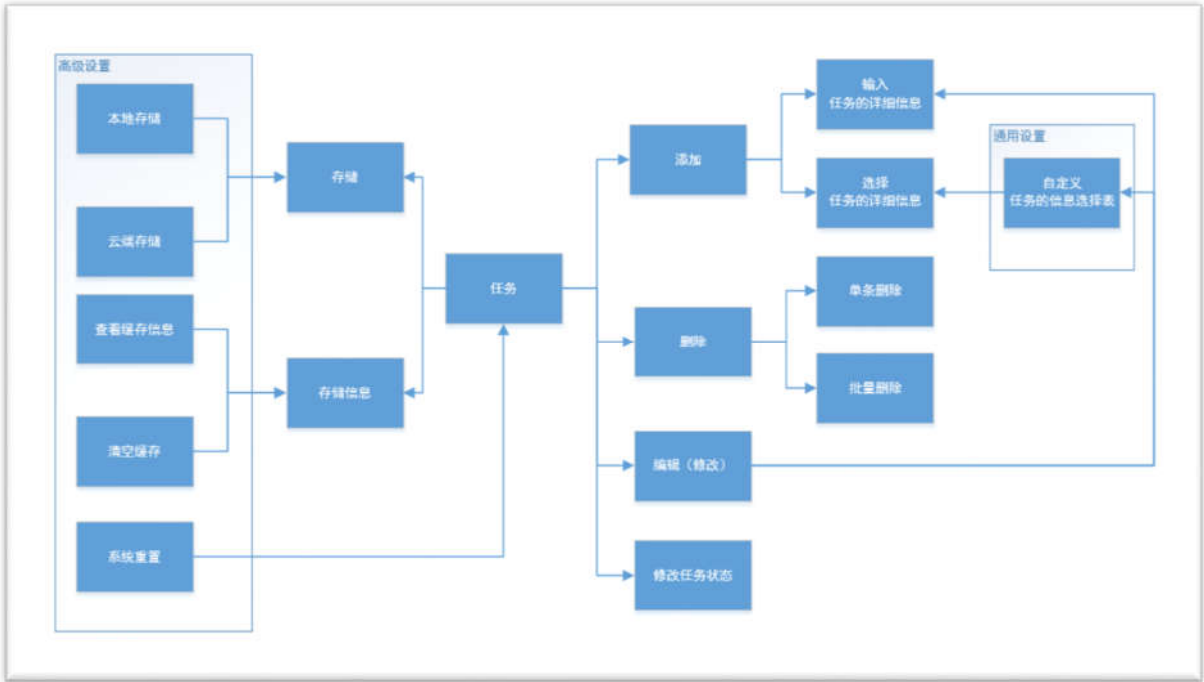 高级设置
本地存储
云端存储
查看缓存信息
清空缓存
系统重置
存储
存储信息
任务
添加
删除
编辑（修改）
修改任务状态
输入
任务的详细信息
选择
任务的详细信息
单条删除
批量删除
通用设置
自定义
任务的信息选择表